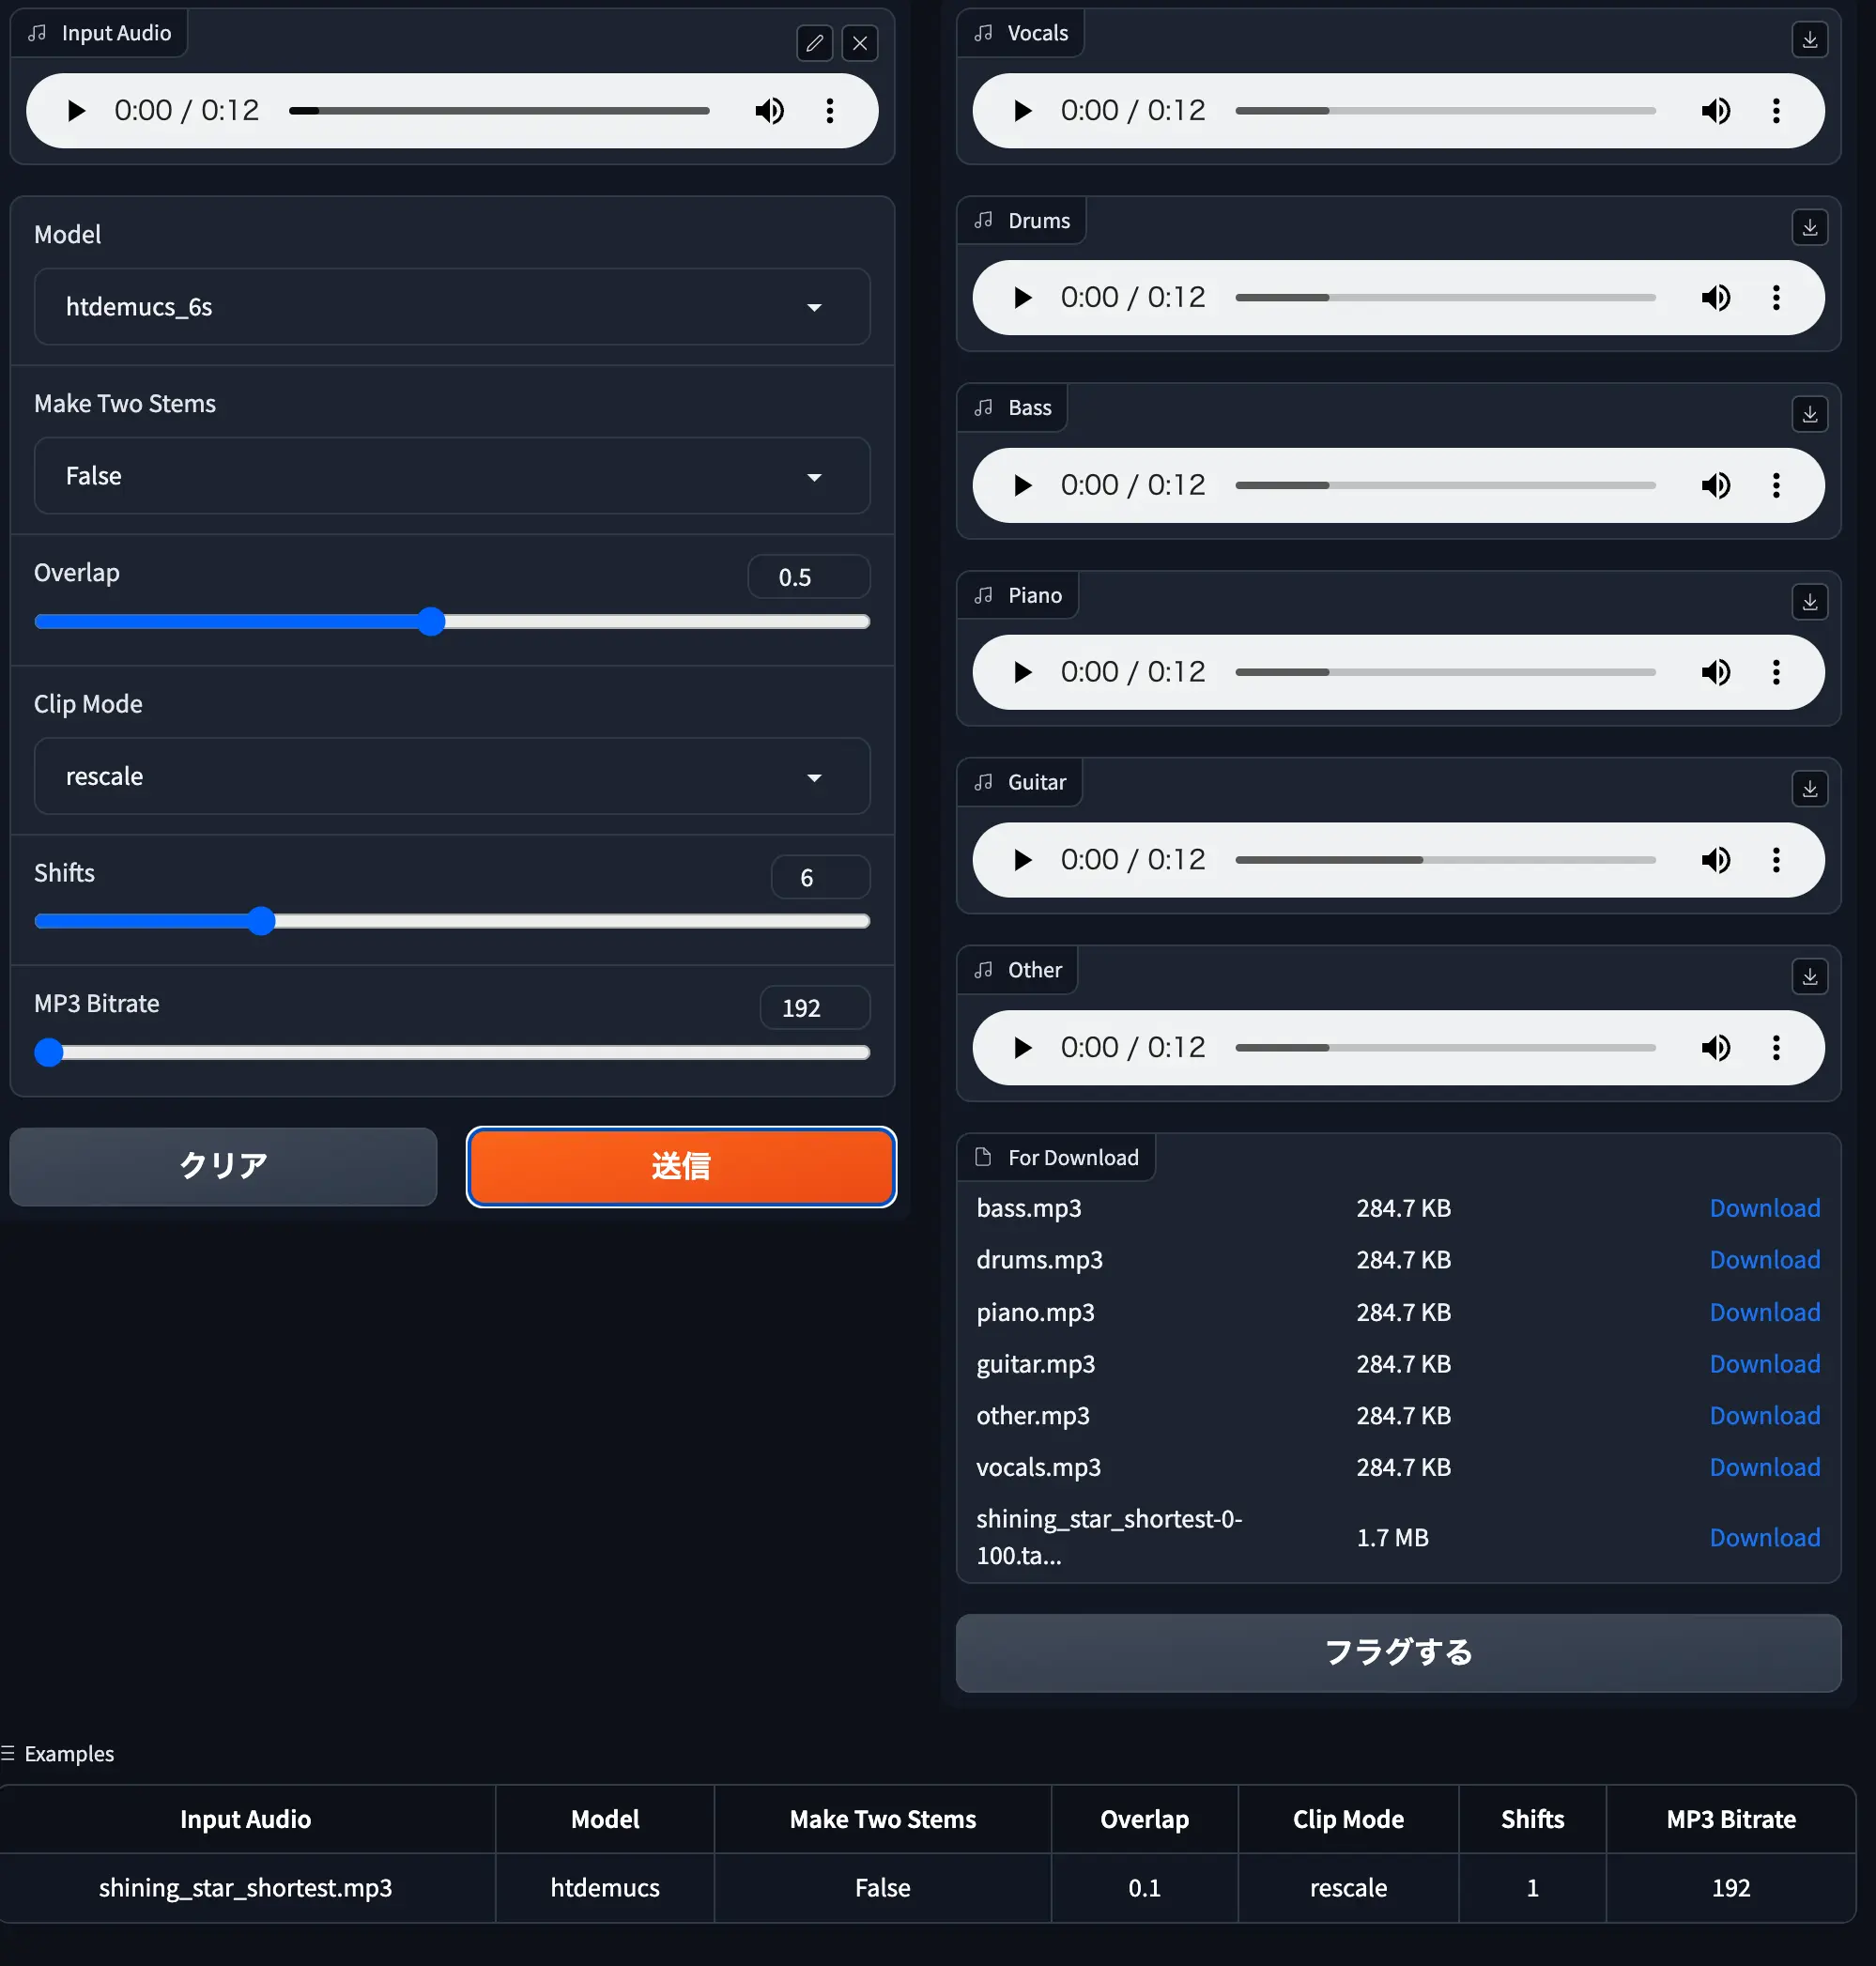 Input Audio
0:00 / 0:12
Model
htdemucs_6s
Make Two Stems
False
Overlap
0.5
Clip Mode
rescale
Shifts
6
MP3 Bitrate
192
クリア
送信
Vocals
0:00 / 0:12
Drums
0:00 / 0:12
Bass
0:00 / 0:12
Piano
0:00 / 0:12
Guitar
0:00 / 0:12
Other
0:00 / 0:12
For Download
bass.mp3 284.7 KB Download
drums.mp3 284.7 KB Download
piano.mp3 284.7 KB Download
guitar.mp3 284.7 KB Download
other.mp3 284.7 KB Download
vocals.mp3 284.7 KB Download
shining_star_shortest-0-
100.ta... 1.7 MB Download
フラグする
Examples
Input Audio Model Make Two Stems Overlap Clip Mode Shifts MP3 Bitrate
shining_star_shortest.mp3 htdemucs False 0.1 rescale 1 192